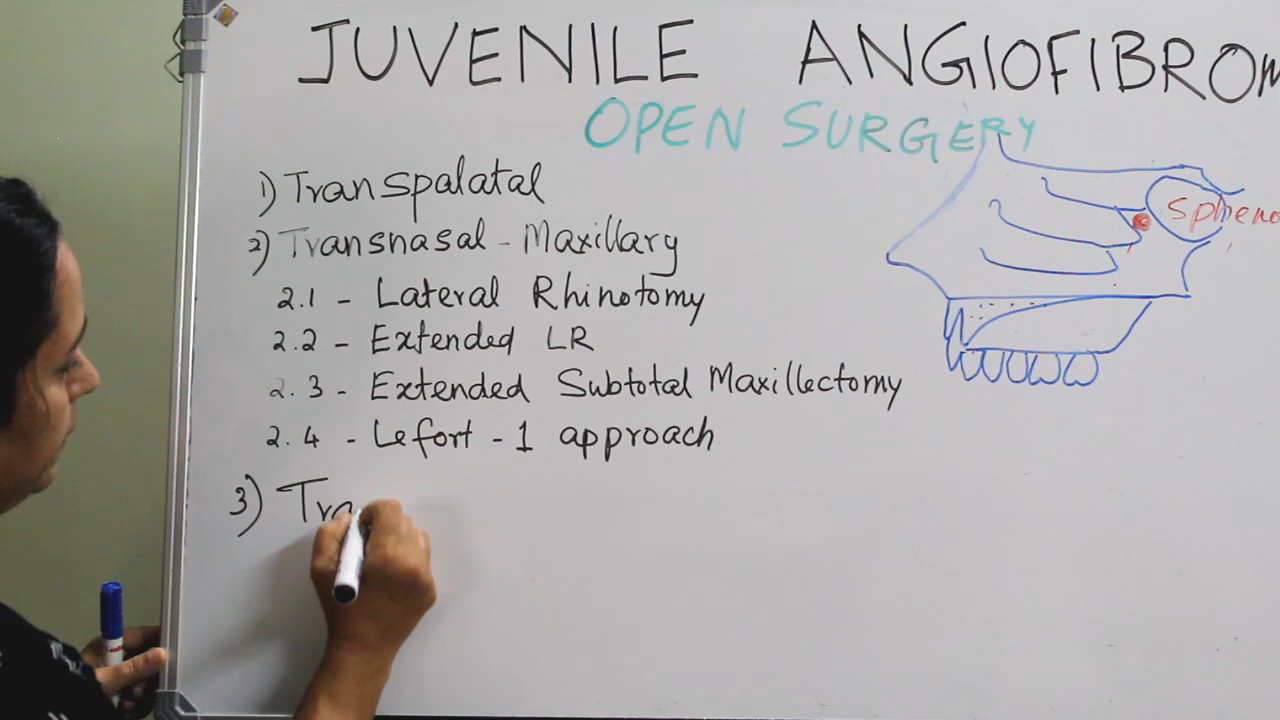 JUVENILE ANGIOFIBROM
OPEN SURGERY
1) Transpalatal
2) Transnasal - Maxillary
2.1 - Lateral Rhinotomy
2.2 - Extended LR
2.3 - Extended Subtotal Maxillectomy
2.4 - Lefort - 1 approach
3) Tra
Spheno